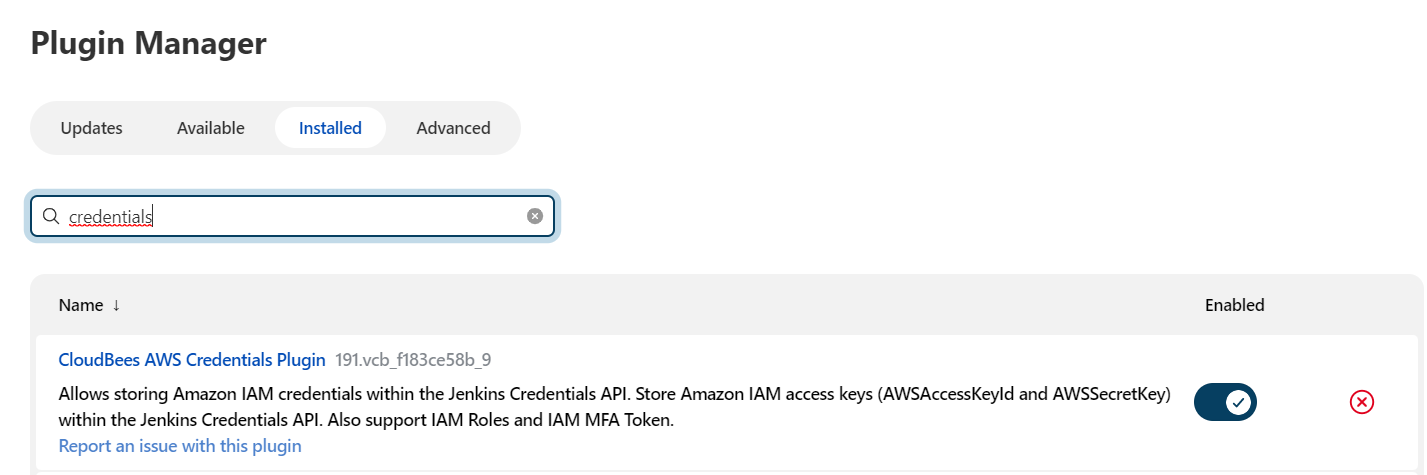 Plugin Manager
Updates Available Installed Advanced
credentials
Name ↓ Enabled
CloudBees AWS Credentials Plugin 191.vcb_f183ce58b_9
Allows storing Amazon IAM credentials within the Jenkins Credentials API. Store Amazon IAM access keys (AWSAccessKeyId and AWSSecretKey)
within the Jenkins Credentials API. Also support IAM Roles and IAM MFA Token.
Report an issue with this plugin